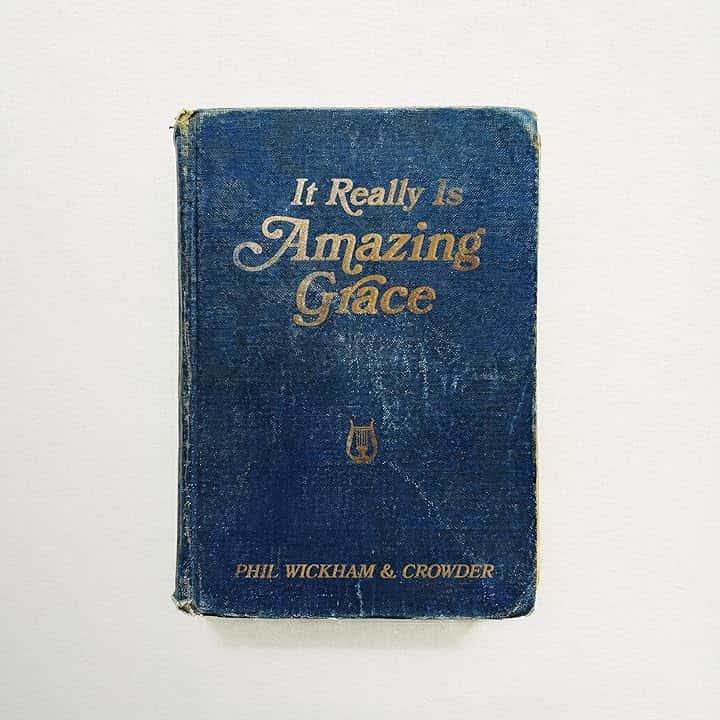 It Really Is
Amazing
Grace
PHIL WICKHAM & CROWDER